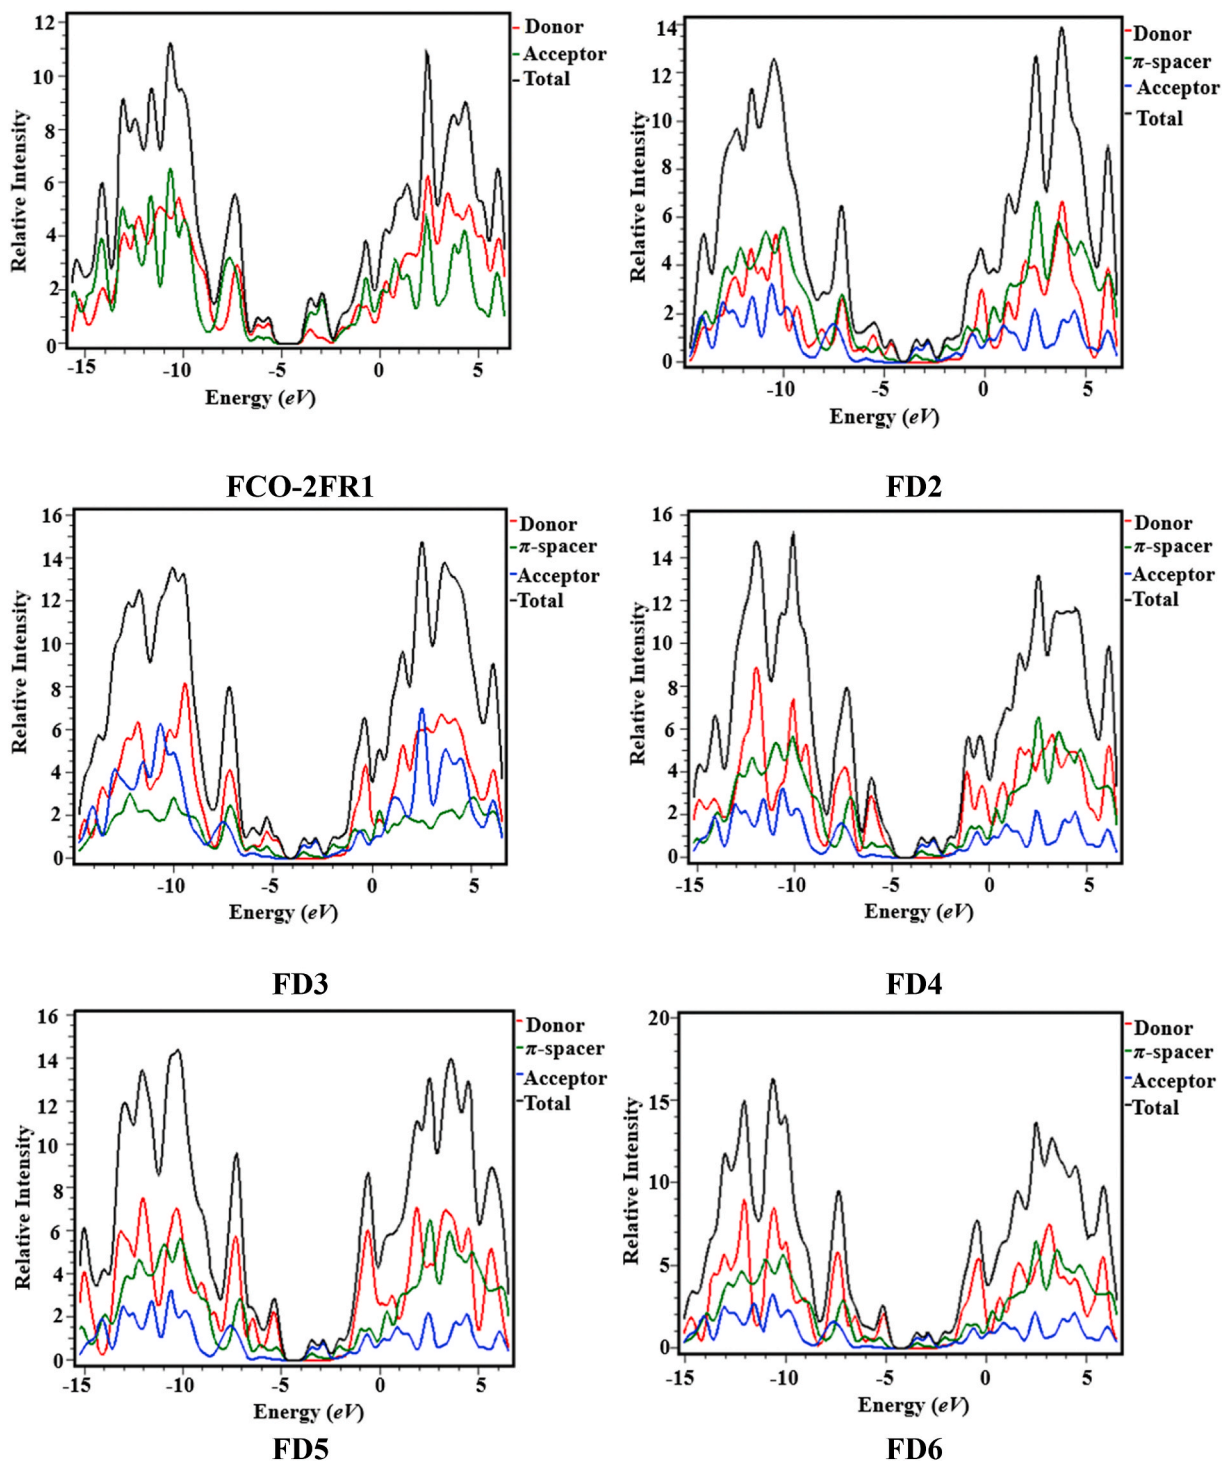 12
10
8
6
4
2
0
-15
-10
-5
0
5
Relative Intensity
Energy (eV)
Donor
Acceptor
Total
FCO-2FR1
14
12
10
8
6
4
2
0
-10
-5
0
5
Relative Intensity
Energy (eV)
Donor
π-spacer
Acceptor
Total
FD2
16
14
12
10
8
6
4
2
0
-10
-5
0
5
Relative Intensity
Energy (eV)
Donor
π-spacer
Acceptor
Total
FD3
16
14
12
10
8
6
4
2
0
-15
-10
-5
0
5
Relative Intensity
Energy (eV)
Donor
π-spacer
Acceptor
Total
FD4
16
14
12
10
8
6
4
2
0
-15
-10
-5
0
5
Relative Intensity
Energy (eV)
Donor
π-spacer
Acceptor
Total
FD5
20
15
10
5
0
-15
-10
-5
0
5
Relative Intensity
Energy (eV)
Donor
π-spacer
Acceptor
Total
FD6